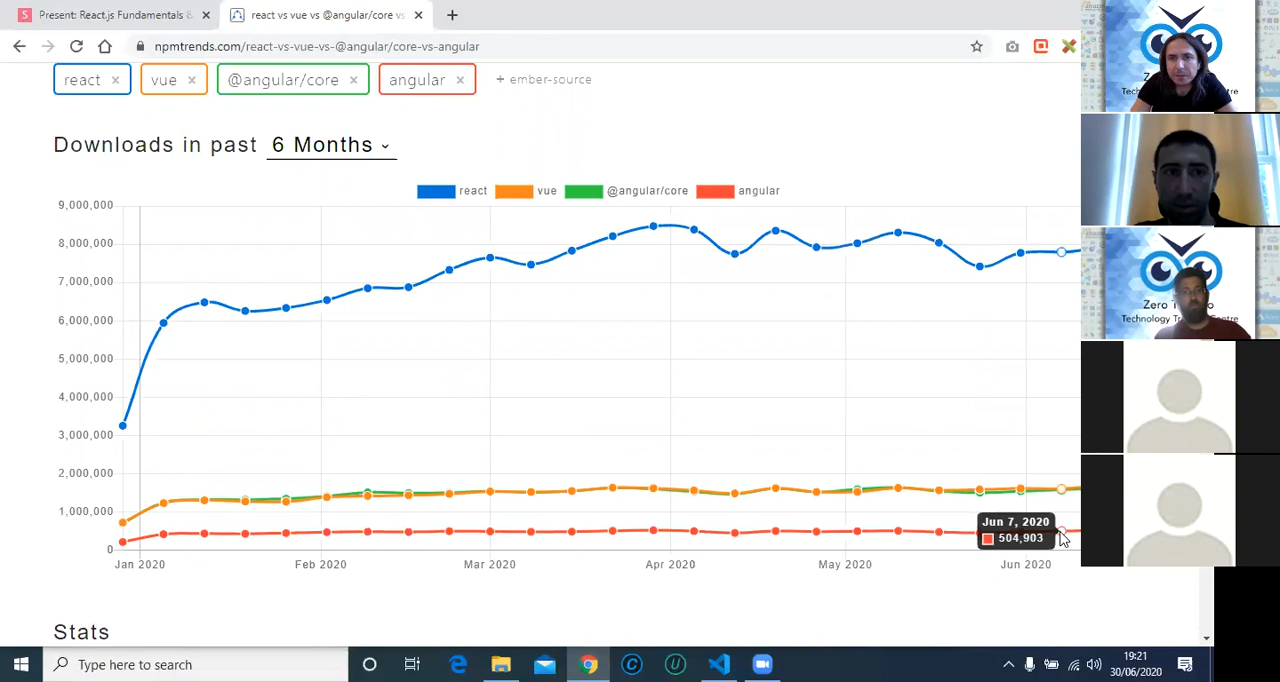 Present: React.js Fundamentals &
react vs vue vs @angular/core vs
npmtrends.com/react-vs-vue-vs-@angular/core-vs-angular
react × vue × @angular/core × angular × + ember-source
Downloads in past 6 Months
react vue @angular/core angular
9,000,000
8,000,000
7,000,000
6,000,000
5,000,000
4,000,000
3,000,000
2,000,000
1,000,000
0
Jun 7, 2020
504,903
Jan 2020 Feb 2020 Mar 2020 Apr 2020 May 2020 Jun 2020
Stats
Type here to search
19:21
30/06/2020
Zero T
Technology Tr Centre